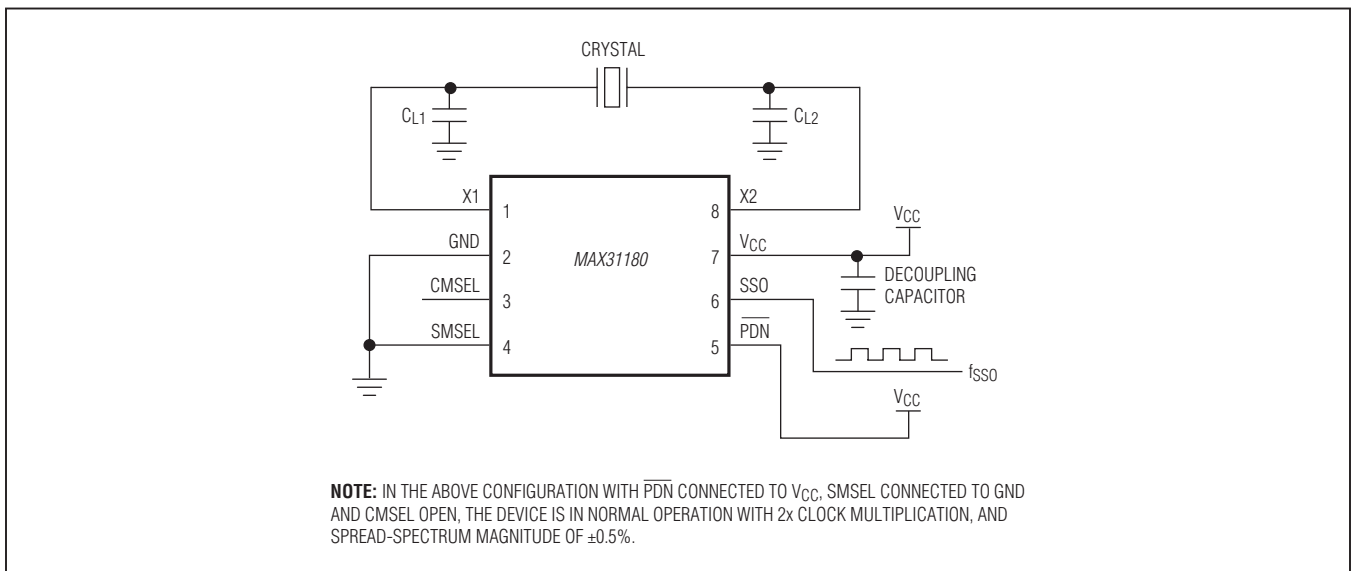 CRYSTAL
CL1
CL2
X1
1
8
X2
VCC
GND
2
MAX31180
7
VCC
DECOUPLING
CAPACITOR
CMSEL
3
6
SSO
SMSEL
4
5
PDN
fSSO
VCC
NOTE: IN THE ABOVE CONFIGURATION WITH PDN CONNECTED TO VCC, SMSEL CONNECTED TO GND
AND CMSEL OPEN, THE DEVICE IS IN NORMAL OPERATION WITH 2x CLOCK MULTIPLICATION, AND
SPREAD-SPECTRUM MAGNITUDE OF ±0.5%.